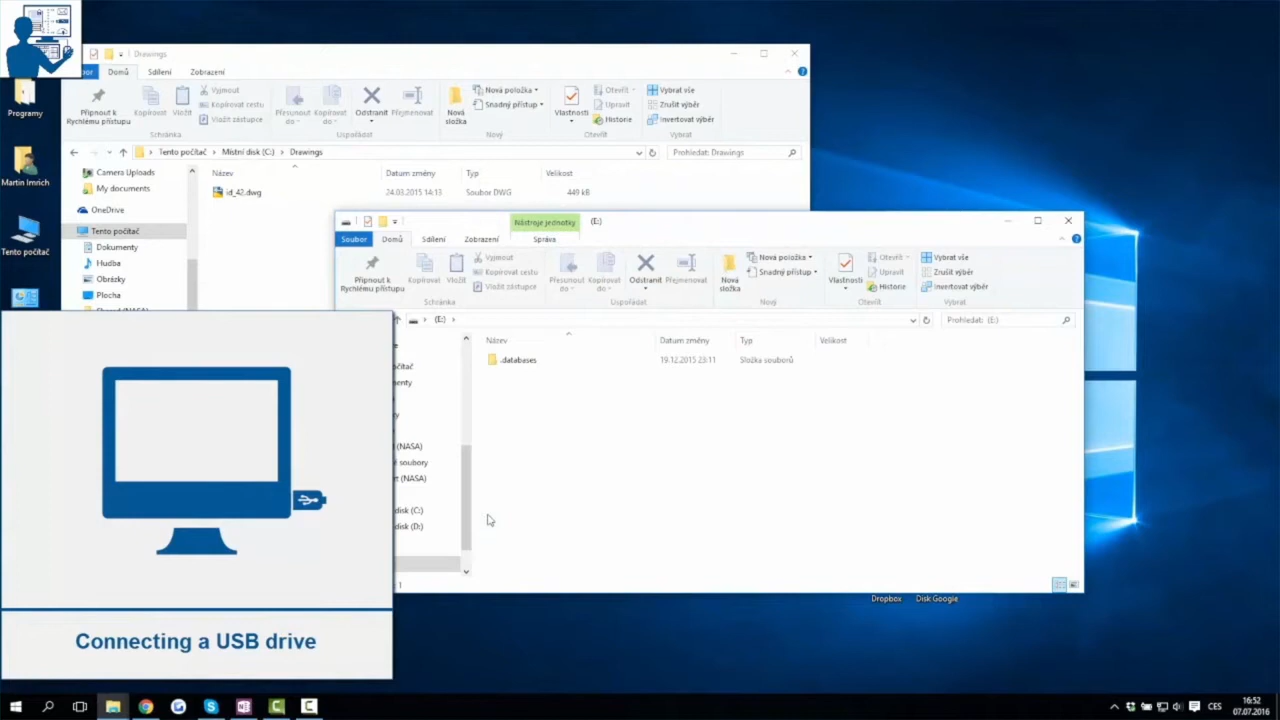 Drawings
bor Domů Sdílení Zobrazení
Připnout k Rychlému přístupu
Kopírovat
Vložit
Vyjmout
Kopírovat cestu
Vložit zástupce
Schránka
Přesunout do
Kopírovat do
Odstranit
Přejmenovat
Uspořádat
Nová složka
Nová položka
Snadný přístup
Nový
Vlastnosti
Otevřít
Upravit
Historie
Otevřít
Vybrat vše
Zrušit výběr
Invertovat výběr
Vybrat
Tento počítač > Místní disk (C:) > Drawings
Prohledat: Drawings
Camera Uploads
My documents
OneDrive
Tento počítač
Dokumenty
Hudba
Obrázky
Plocha
Název Datum změny Typ Velikost
id_42.dwg 24.03.2015 14:13 Soubor DWG 449 kB
Programy
Martin Imrich
Tento počítač
Nástroje jednotky (E:)
Soubor Domů Sdílení Zobrazení Správa
Připnout k Rychlému přístupu
Kopírovat
Vložit
Vyjmout
Kopírovat cestu
Vložit zástupce
Schránka
Přesunout do
Kopírovat do
Odstranit
Přejmenovat
Uspořádat
Nová složka
Nová položka
Snadný přístup
Nový
Vlastnosti
Otevřít
Upravit
Historie
Otevřít
Vybrat vše
Zrušit výběr
Invertovat výběr
Vybrat
(E:) >
Prohledat: (E:)
Název Datum změny Typ Velikost
.databases 19.12.2015 23:11 Složka souborů
očítač
menty
(NASA)
é soubory
rt (NASA)
disk (C:)
disk (D:)
1
Connecting a USB drive
Dropbox
Disk Google
CES
16:52
07.07.2016